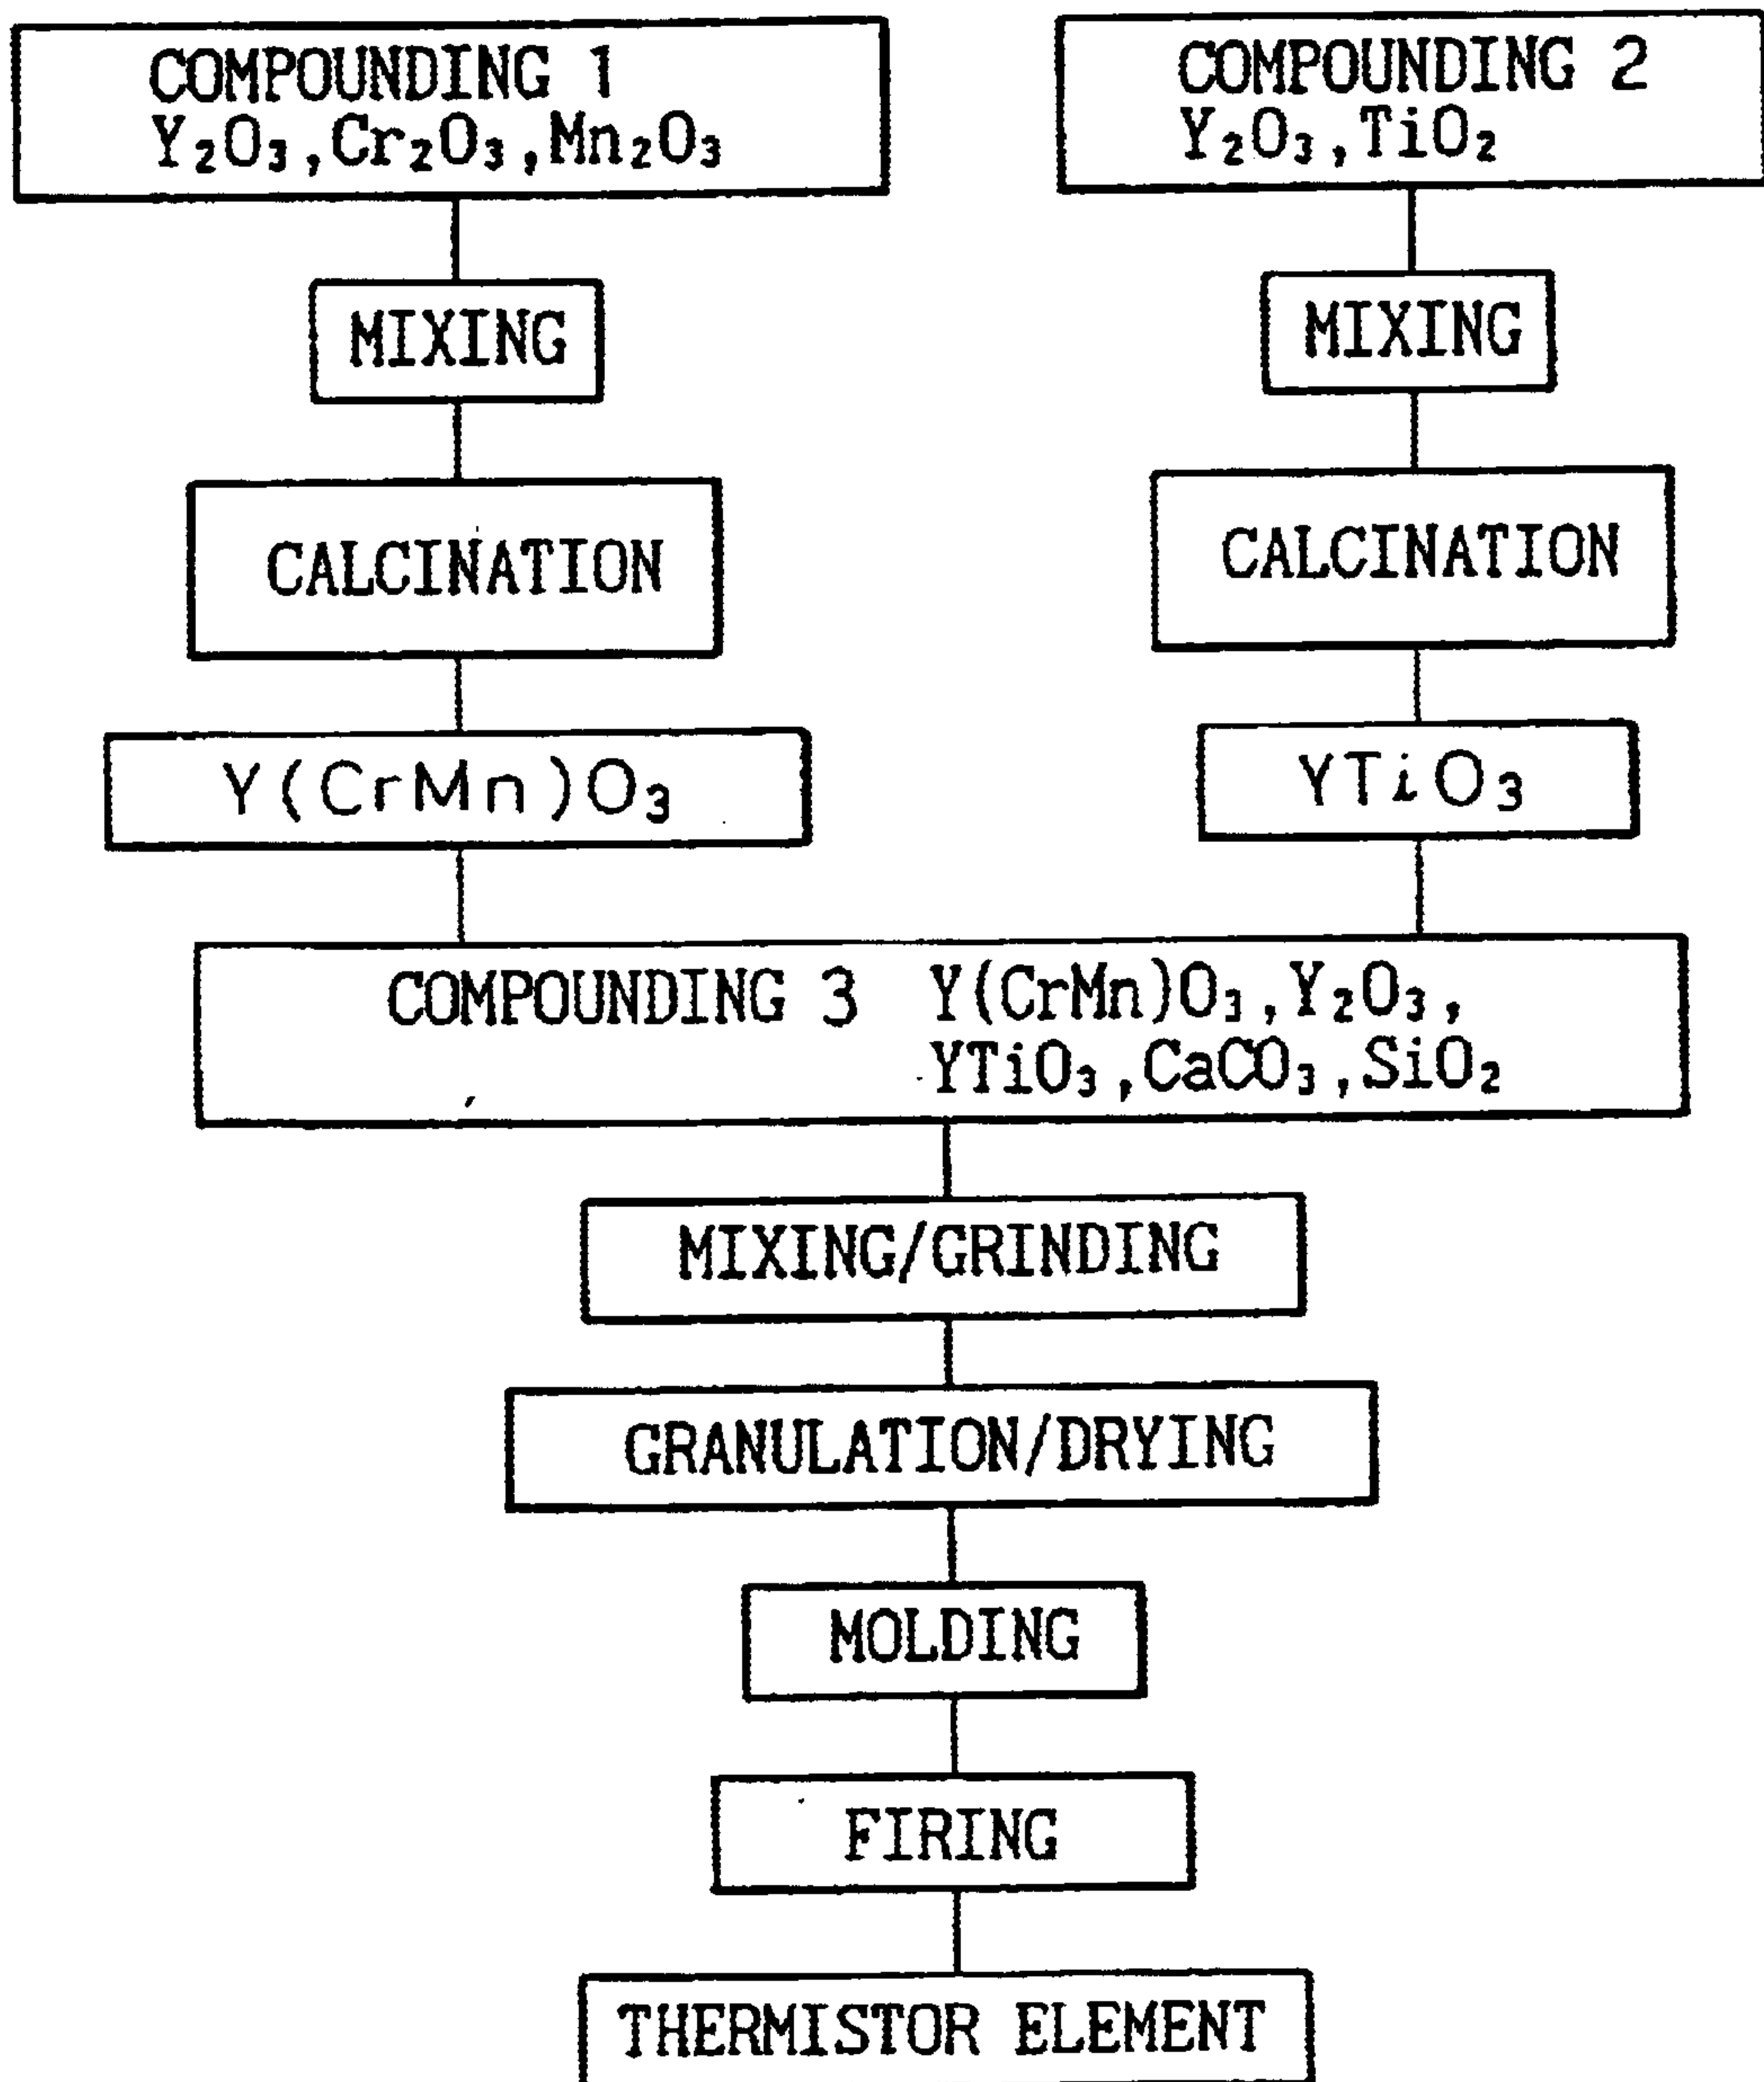 COMPOUNDING 1
Y₂O₃,Cr₂O₃,Mn₂O₃
MIXING
CALCINATION
Y(CrMn)O₃
COMPOUNDING 2
Y₂O₃,TiO₂
MIXING
CALCINATION
YTiO₃
COMPOUNDING 3 Y(CrMn)O₃,Y₂O₃,
YTiO₃,CaCO₃,SiO₂
MIXING/GRINDING
GRANULATION/DRYING
MOLDING
FIRING
THERMISTOR ELEMENT